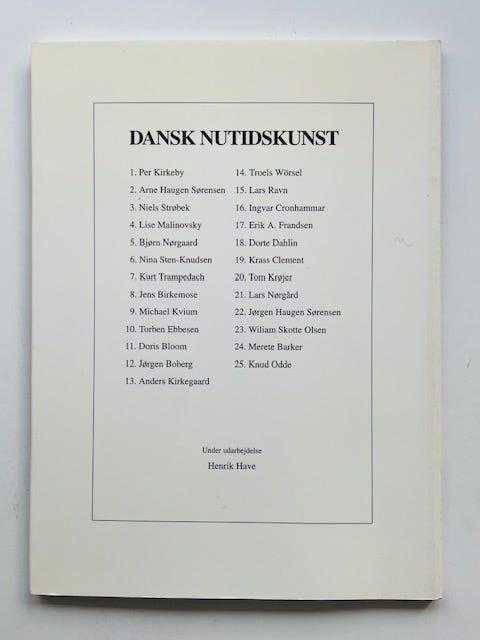 DANSK NUTIDSKUNST
1. Per Kirkeby
2. Arne Haugen Sørensen
3. Niels Strøbek
4. Lise Malinovsky
5. Bjørn Nørgaard
6. Nina Sten-Knudsen
7. Kurt Trampedach
8. Jens Birkemose
9. Michael Kvium
10. Torben Ebbesen
11. Doris Bloom
12. Jørgen Boberg
13. Anders Kirkegaard
14. Troels Wörsel
15. Lars Ravn
16. Ingvar Cronhammar
17. Erik A. Frandsen
18. Dorte Dahlin
19. Krass Clement
20. Tom Krøjer
21. Lars Nørgård
22. Jørgen Haugen Sørensen
23. Wiliam Skotte Olsen
24. Merete Barker
25. Knud Odde
Under udarbejdelse
Henrik Have